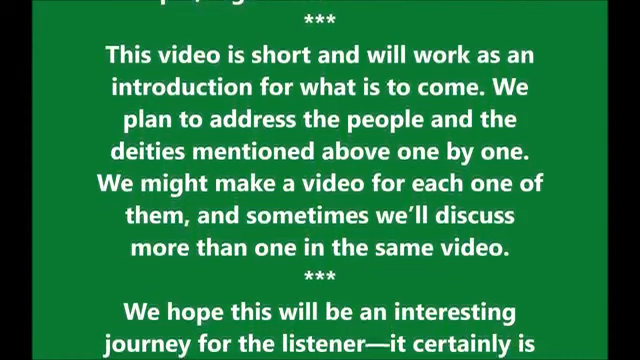 ***
This video is short and will work as an
introduction for what is to come. We
plan to address the people and the
deities mentioned above one by one.
We might make a video for each one of
them, and sometimes we’ll discuss
more than one in the same video.
***
We hope this will be an interesting
journey for the listener—it certainly is